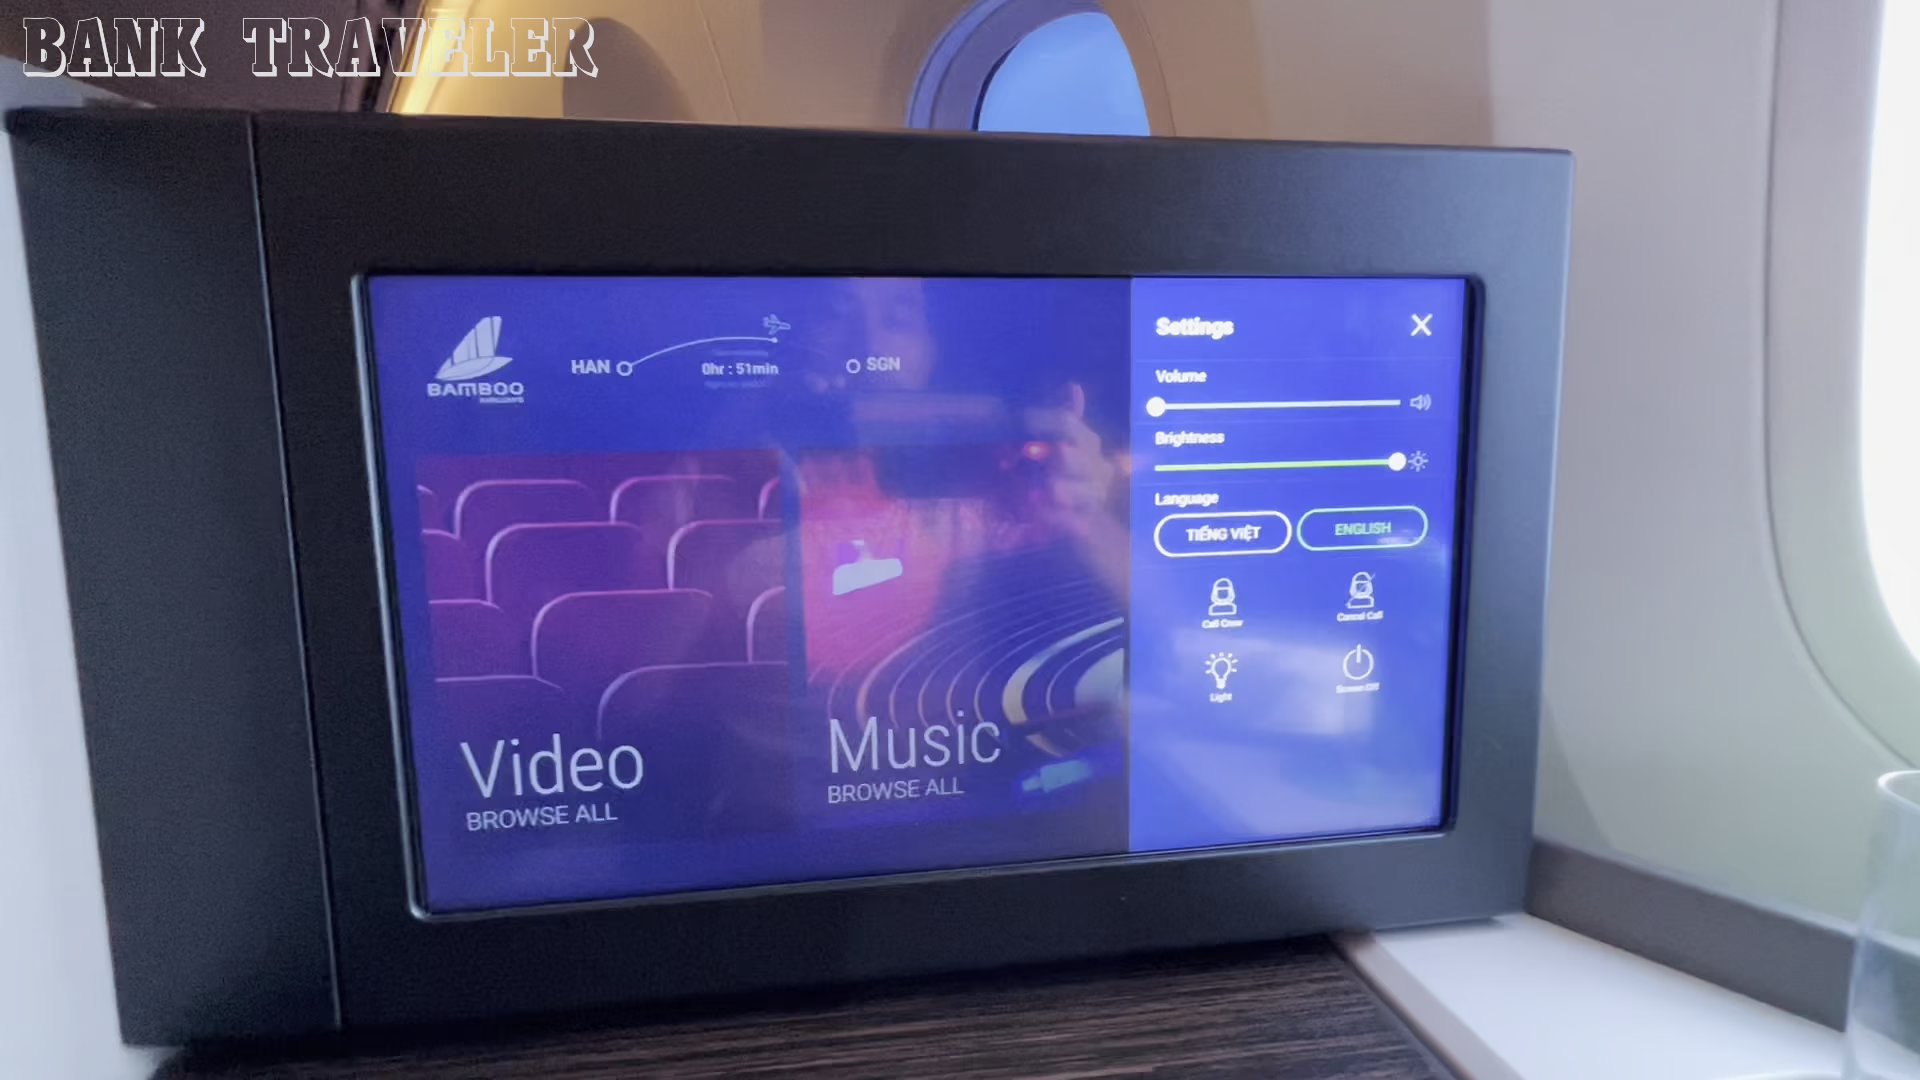 BANK TRAVELER
BAMBOO
AIRWAYS
HAN
0hr : 51min
SGN
Video
BROWSE ALL
Music
BROWSE ALL
Settings
Volume
Brightness
Language
TIẾNG VIỆT
ENGLISH
Call Crew
Cancel Call
Light
Screen Off